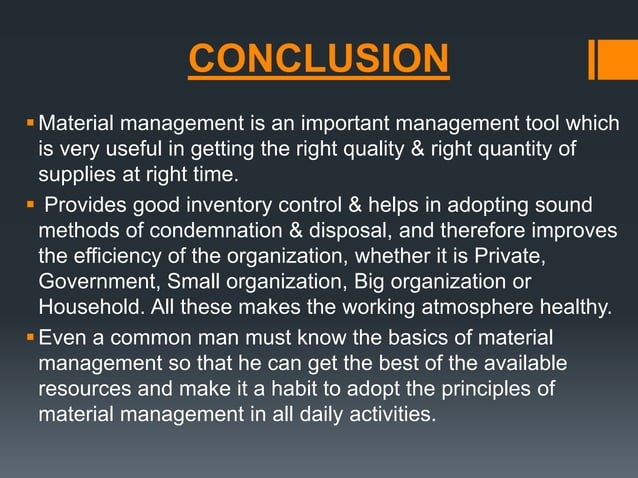 CONCLUSION
▪Material management is an important management tool which
is very useful in getting the right quality & right quantity of
supplies at right time.
▪ Provides good inventory control & helps in adopting sound
methods of condemnation & disposal, and therefore improves
the efficiency of the organization, whether it is Private,
Government, Small organization, Big organization or
Household. All these makes the working atmosphere healthy.
▪Even a common man must know the basics of material
management so that he can get the best of the available
resources and make it a habit to adopt the principles of
material management in all daily activities.